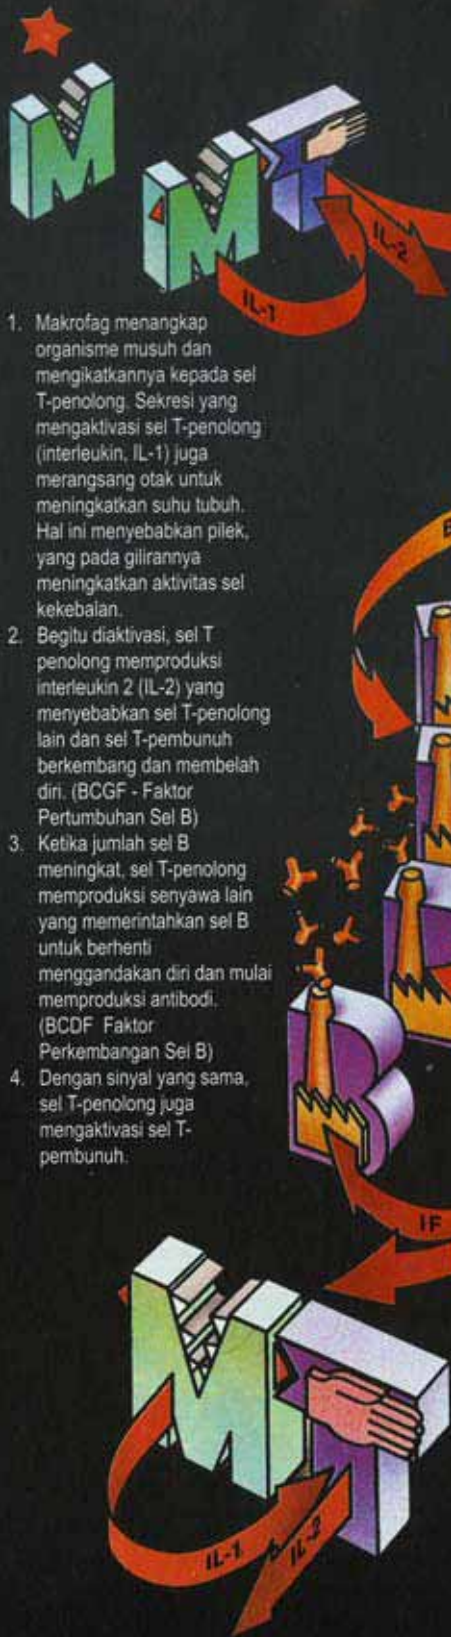 M
M T
IL-1
IL-2
1. Makrofag menangkap
organisme musuh dan
mengikatkannya kepada sel
T-penolong. Sekresi yang
mengaktivasi sel T-penolong
(interleukin, IL-1) juga
merangsang otak untuk
meningkatkan suhu tubuh.
Hal ini menyebabkan pilek,
yang pada gilirannya
meningkatkan aktivitas sel
kekebalan.
2. Begitu diaktivasi, sel T
penolong memproduksi
interleukin 2 (IL-2) yang
menyebabkan sel T-penolong
lain dan sel T-pembunuh
berkembang dan membelah
diri. (BCGF - Faktor
Pertumbuhan Sel B)
3. Ketika jumlah sel B
meningkat, sel T-penolong
memproduksi senyawa lain
yang memerintahkan sel B
untuk berhenti
menggandakan diri dan mulai
memproduksi antibodi.
(BCDF Faktor
Perkembangan Sel B)
4. Dengan sinyal yang sama,
sel T-penolong juga
mengaktivasi sel T-
pembunuh.
B
IF
M T
IL-1
IL-2